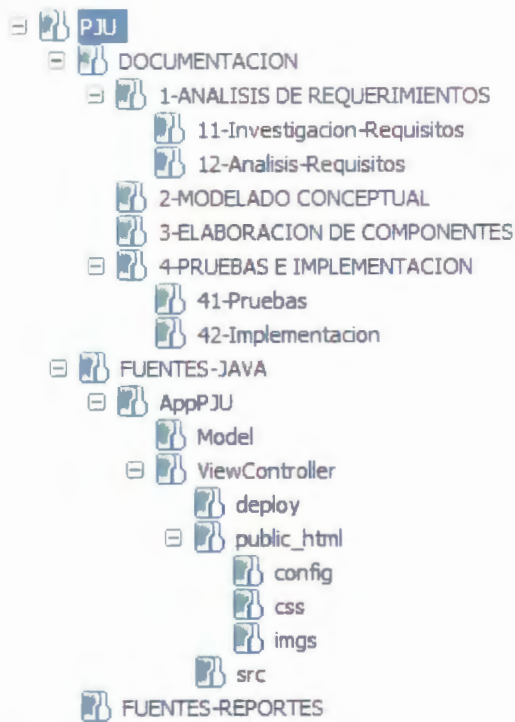 PJU
DOCUMENTACION
1-ANALISIS DE REQUERIMIENTOS
11-Investigacion-Requisitos
12-Analisis-Requisitos
2-MODELADO CONCEPTUAL
3-ELABORACION DE COMPONENTES
4-PRUEBAS E IMPLEMENTACION
41-Pruebas
42-Implementacion
FUENTES-JAVA
AppPJU
Model
ViewController
deploy
public_html
config
css
imgs
src
FUENTES-REPORTES